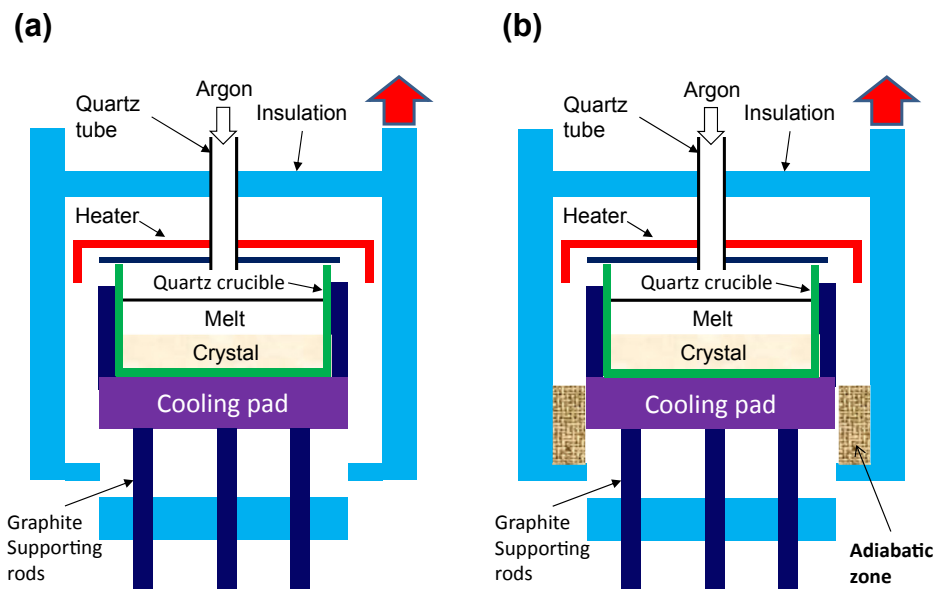 (a)
Argon
Quartz
tube
Insulation
Heater
Quartz crucible
Melt
Crystal
Cooling pad
Graphite
Supporting
rods
(b)
Argon
Quartz
tube
Insulation
Heater
Quartz crucible
Melt
Crystal
Cooling pad
Graphite
Supporting
rods
Adiabatic
zone